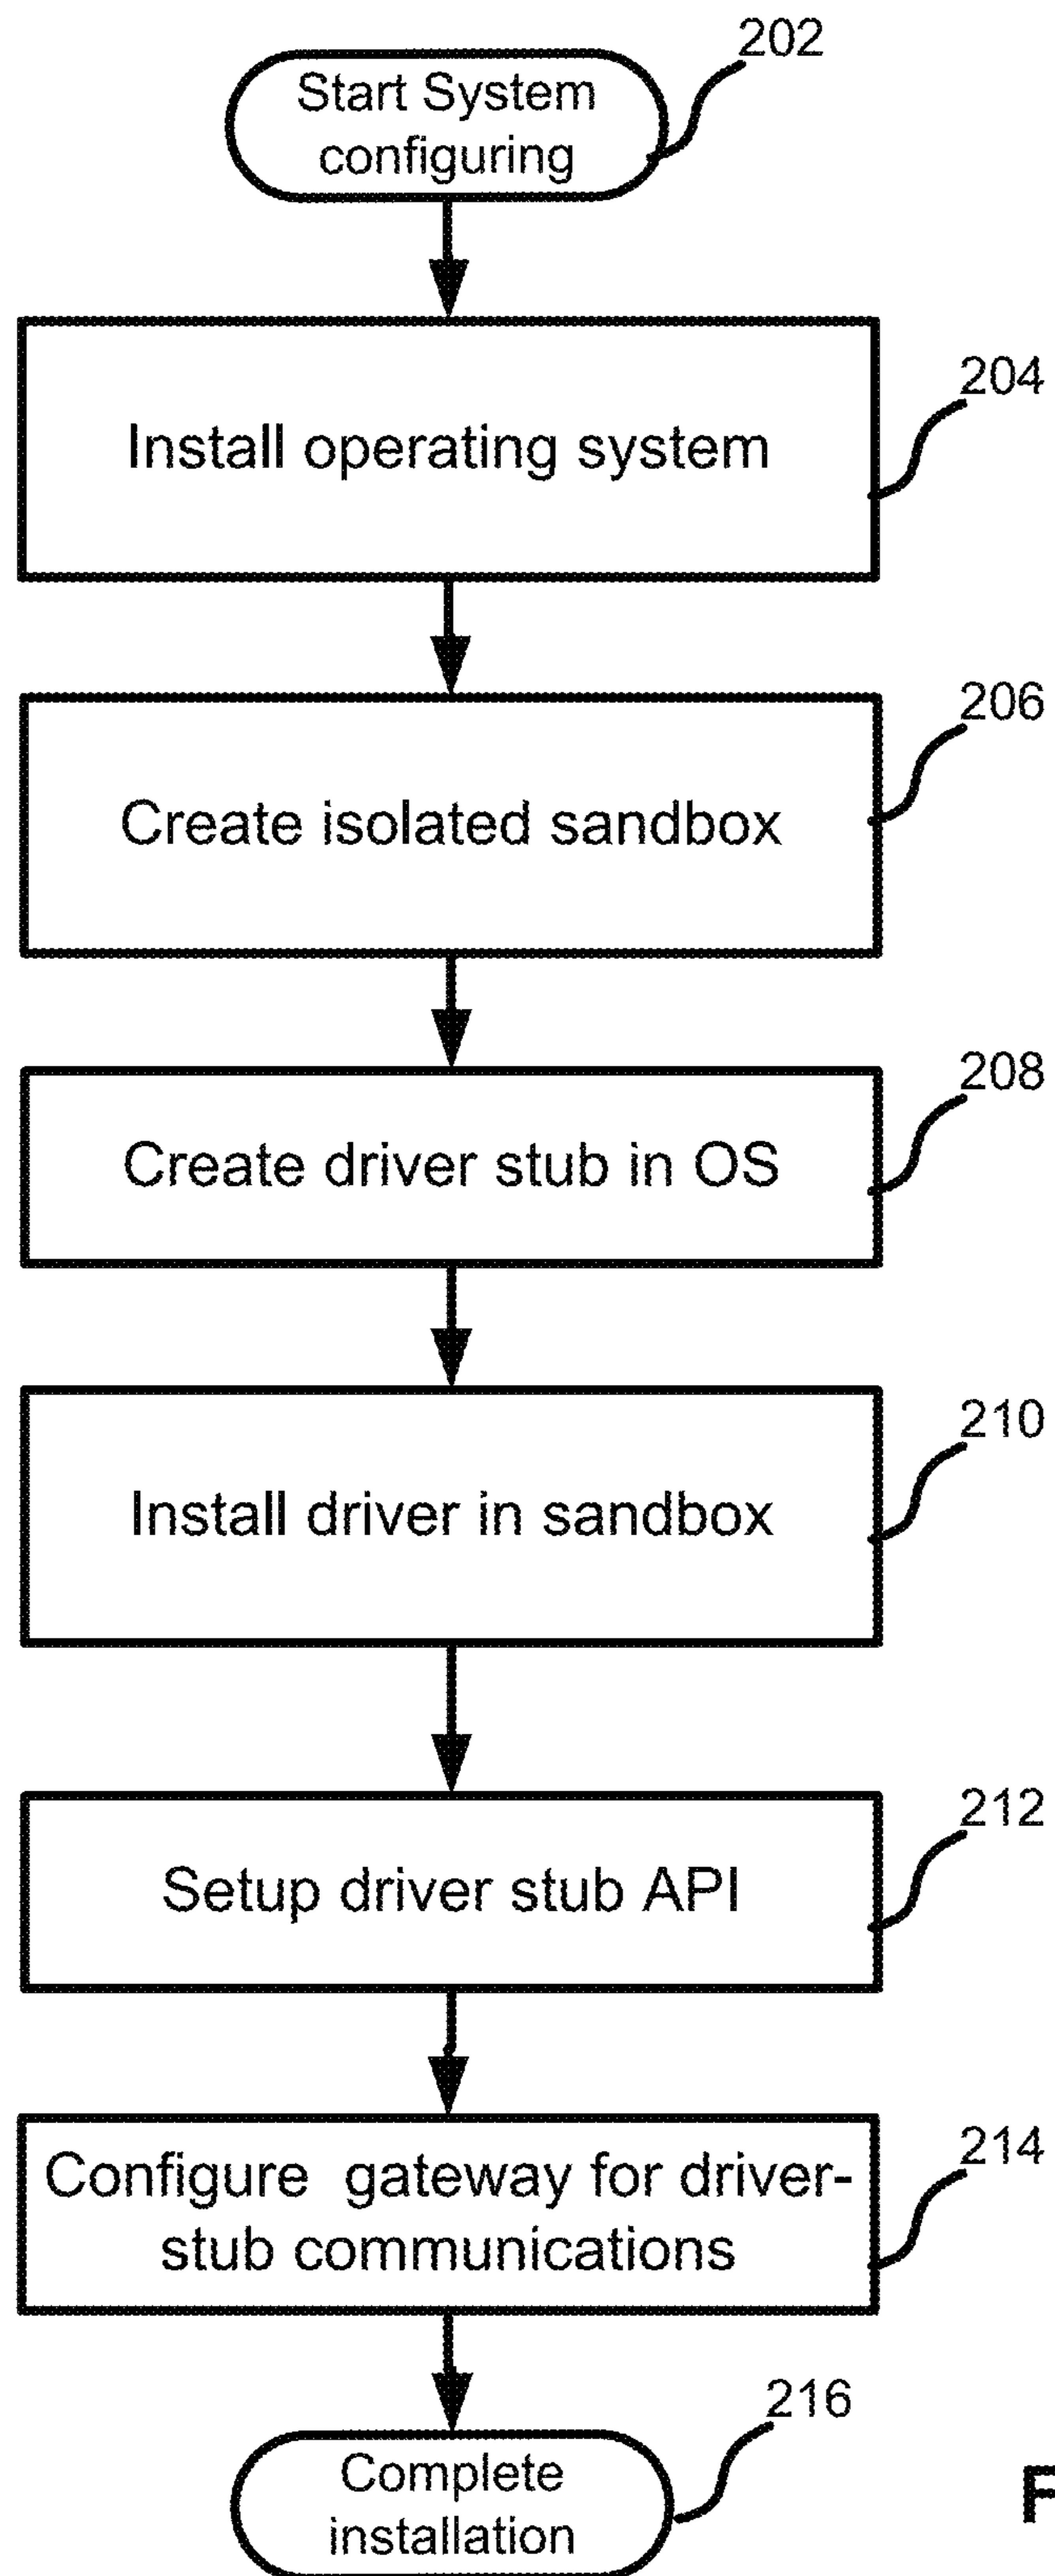 202
Start System
configuring
204
Install operating system
206
Create isolated sandbox
208
Create driver stub in OS
210
Install driver in sandbox
212
Setup driver stub API
214
Configure gateway for driver-
stub communications
216
Complete
installation